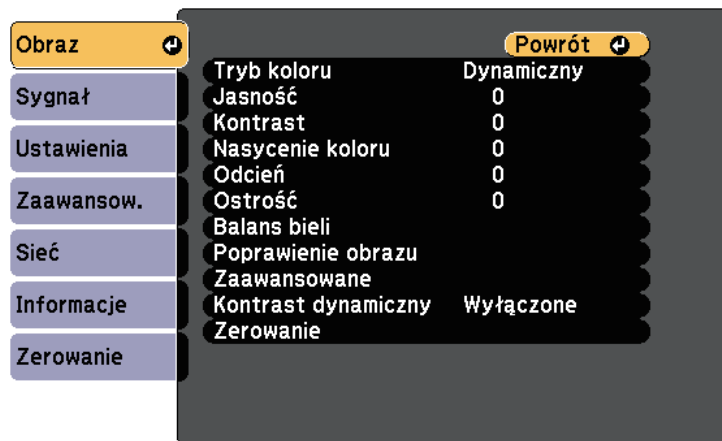 Obraz
Sygnał
Ustawienia
Zaawansow.
Sieć
Informacje
Zerowanie
Powrót
Tryb koloru Dynamiczny
Jasność 0
Kontrast 0
Nasycenie koloru 0
Odcień 0
Ostrość 0
Balans bieli
Poprawienie obrazu
Zaawansowane
Kontrast dynamiczny Wyłączone
Zerowanie